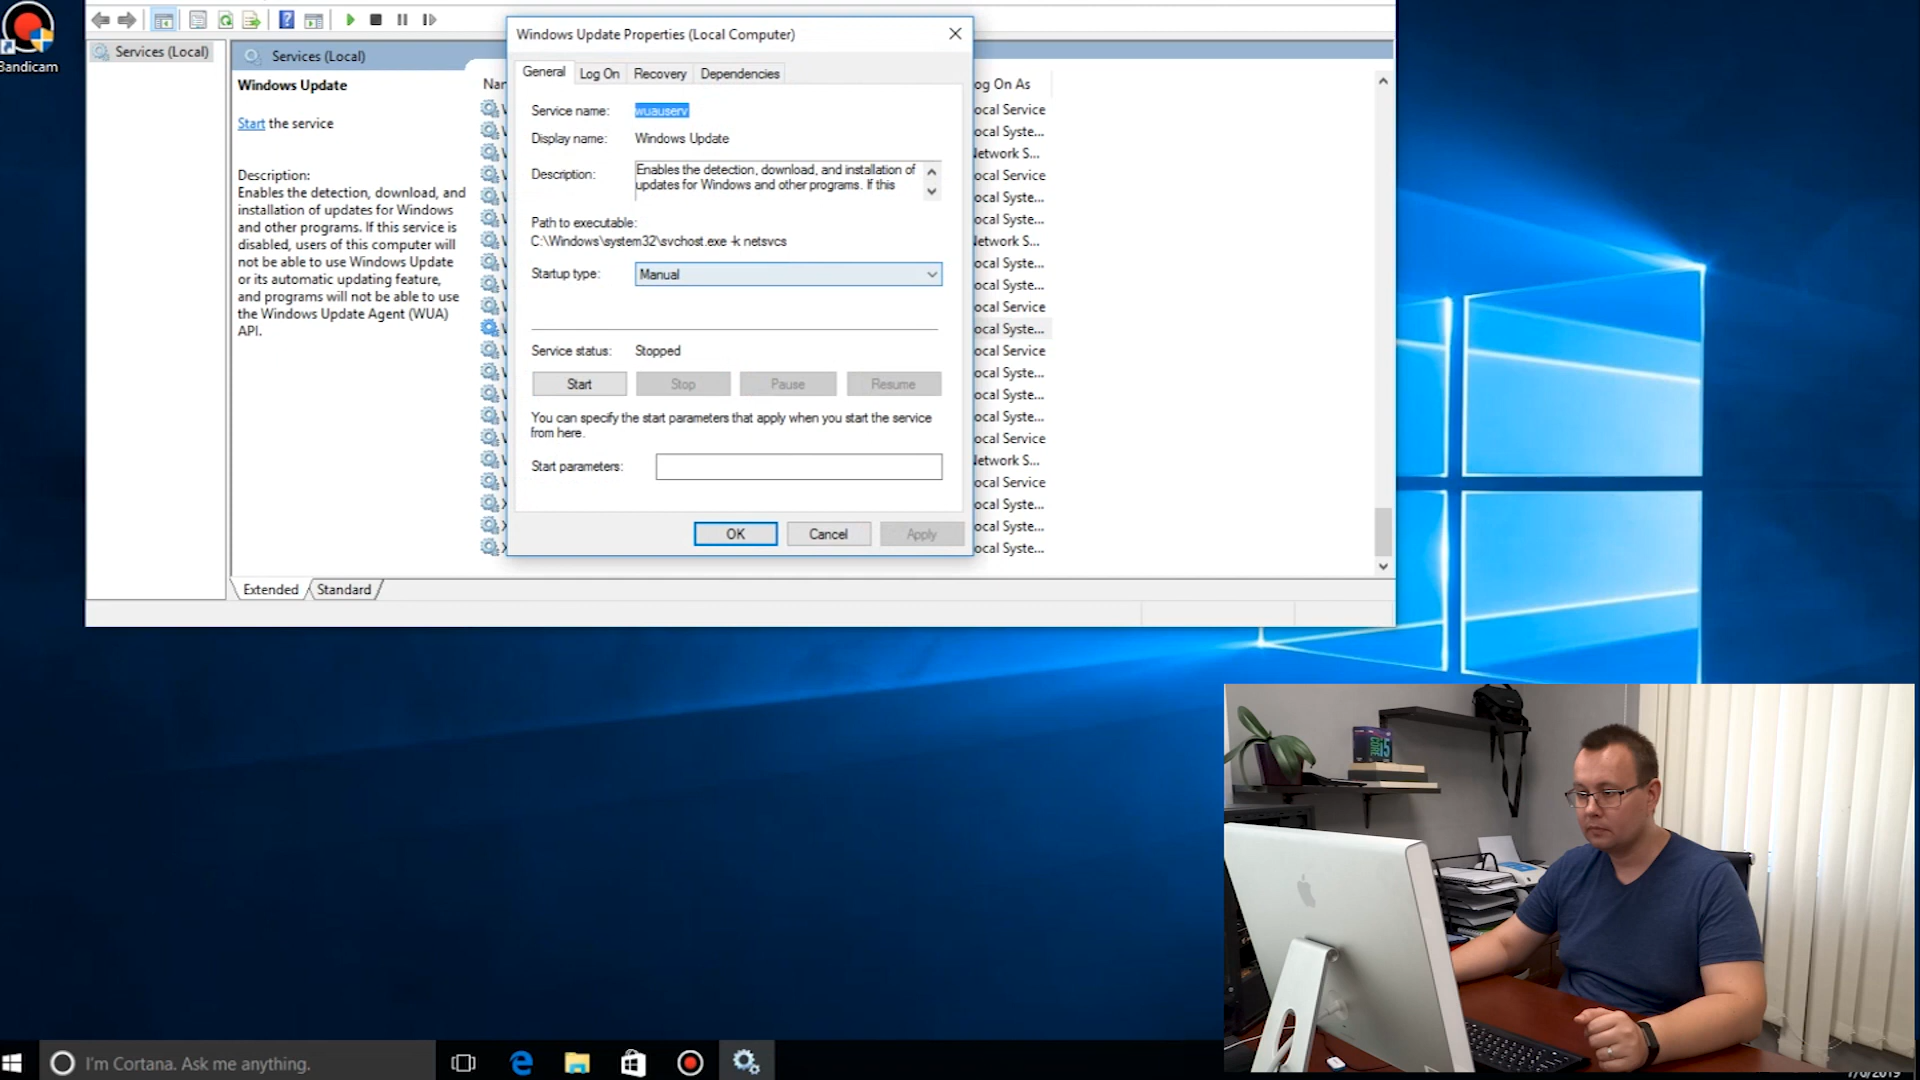 Bandicam
Services (Local)
Services (Local)
Windows Update
Start the service
Description:
Enables the detection, download, and
installation of updates for Windows
and other programs. If this service is
disabled, users of this computer will
not be able to use Windows Update
or its automatic updating feature,
and programs will not be able to use
the Windows Update Agent (WUA)
API.
Windows Update Properties (Local Computer)
General
Log On
Recovery
Dependencies
Service name:
wuauserv
Display name:
Windows Update
Description:
Enables the detection, download, and installation of
updates for Windows and other programs. If this
Path to executable:
C:\Windows\system32\svchost.exe -k netsvcs
Startup type:
Manual
Service status:
Stopped
Start
Stop
Pause
Resume
You can specify the start parameters that apply when you start the service
from here.
Start parameters:
OK
Cancel
Apply
Nar
og On As
ocal Service
ocal Syste...
Network S...
ocal Service
ocal Syste...
ocal Syste...
Network S...
ocal Syste...
ocal Syste...
ocal Service
ocal Syste...
ocal Service
ocal Syste...
ocal Syste...
ocal Syste...
ocal Service
Network S...
ocal Service
ocal Syste...
ocal Syste...
ocal Syste...
Extended
Standard
CORE i5
I'm Cortana. Ask me anything.